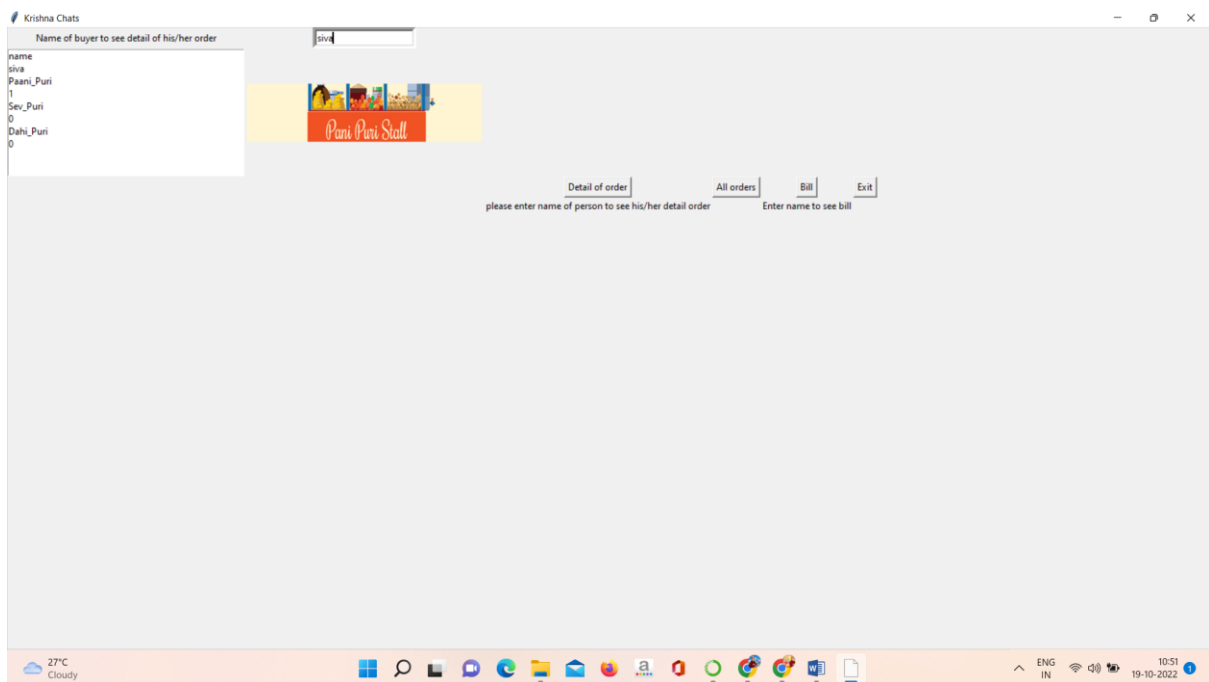 Krishna Chats
Name of buyer to see detail of his/her order
siva
name
siva
Paani_Puri
1
Sev_Puri
0
Dahi_Puri
0
Pani Puri Stall
Detail of order All orders Bill Exit
please enter name of person to see his/her detail order Enter name to see bill
27°C
Cloudy
a
W
ENG
IN
10:51
19-10-2022
1